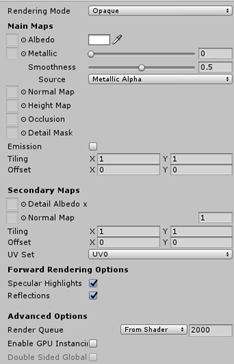 Rendering Mode Opaque
Main Maps
Albedo
Metallic 0
Smoothness 0.5
Source Metallic Alpha
Normal Map
Height Map
Occlusion
Detail Mask
Emission
Tiling X 1 Y 1
Offset X 0 Y 0
Secondary Maps
Detail Albedo x
Normal Map 1
Tiling X 1 Y 1
Offset X 0 Y 0
UV Set UV0
Forward Rendering Options
Specular Highlights
Reflections
Advanced Options
Render Queue From Shader 2000
Enable GPU Instancin
Double Sided Global